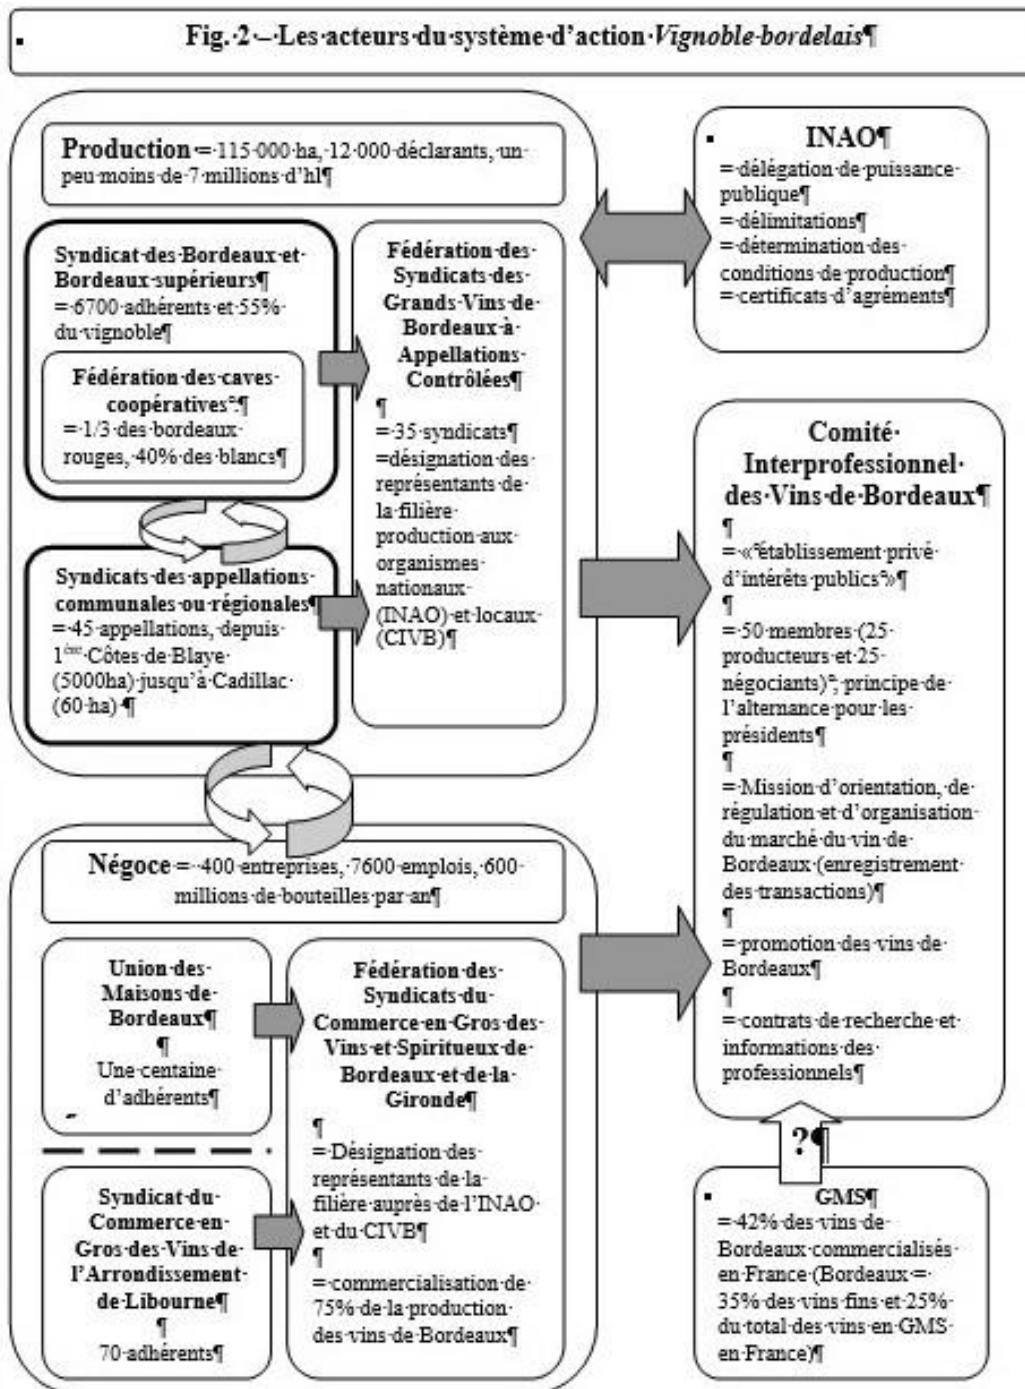 Fig. 2 – Les acteurs du système d’action Vignoble bordelais¶
Production = 115 000 ha, 12 000 déclarants, un
peu moins de 7 millions d’hl¶
Syndicat des Bordeaux et
Bordeaux supérieurs¶
= 6700 adhérents et 55%
du vignoble¶
Fédération des caves
coopératives°:¶
= 1/3 des bordeaux
rouges, 40% des blancs¶
Syndicats des appellations
communales ou régionales¶
= 45 appellations, depuis
1ère Côtes de Blaye
(5000ha) jusqu’à Cadillac
(60 ha) ¶
Fédération des
Syndicats des
Grands Vins de
Bordeaux à
Appellations
Contrôlées¶
¶
= 35 syndicats¶
=désignation des
représentants de
la filière
production aux
organismes
nationaux
(INAO) et locaux
(CIVB)¶
INAO¶
= délégation de puissance
publique¶
= délimitations¶
= détermination des
conditions de production¶
= certificats d’agréments¶
Comité
Interprofessionnel
des Vins de Bordeaux¶
¶
= «°établissement privé
d’intérêts publics°»¶
¶
= 50 membres (25
producteurs et 25
négociants)°; principe de
l’alternance pour les
présidents¶
¶
= Mission d’orientation, de
régulation et d’organisation
du marché du vin de
Bordeaux (enregistrement
des transactions)¶
¶
= promotion des vins de
Bordeaux¶
¶
= contrats de recherche et
informations des
professionnels¶
Négoce = 400 entreprises, 7600 emplois, 600
millions de bouteilles par an¶
Union des
Maisons de
Bordeaux¶
¶
Une centaine
d’adhérents¶
Syndicat du
Commerce en
Gros des Vins de
l’Arrondissement
de Libourne¶
¶
70 adhérents¶
Fédération des
Syndicats du
Commerce en Gros des
Vins et Spiritueux de
Bordeaux et de la
Gironde¶
¶
= Désignation des
représentants de la
filière auprès de l’INAO
et du CIVB¶
¶
= commercialisation de
75% de la production
des vins de Bordeaux¶
?¶
GMS¶
= 42% des vins de
Bordeaux commercialisés
en France (Bordeaux =
35% des vins fins et 25%
du total des vins en GMS
en France)¶